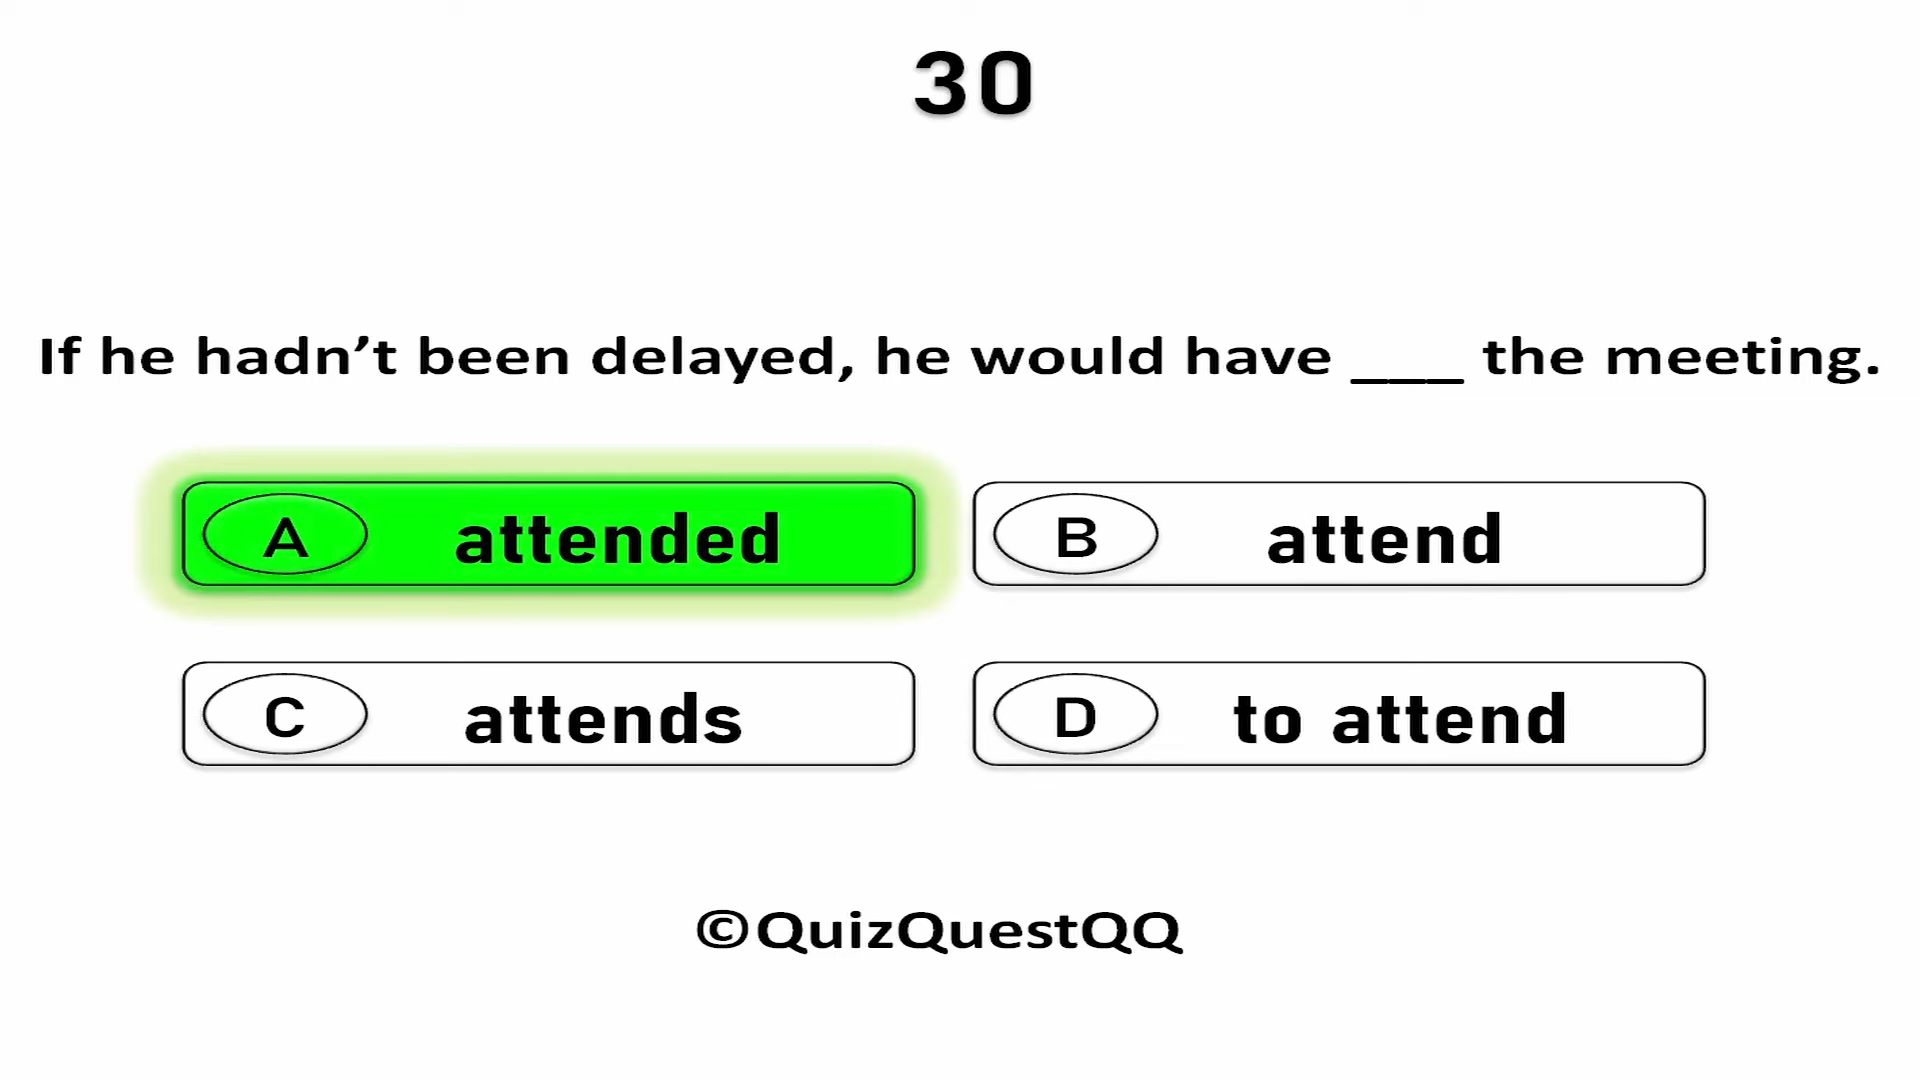 30
If he hadn’t been delayed, he would have ___ the meeting.
A attended
B attend
C attends
D to attend
©QuizQuestQQ